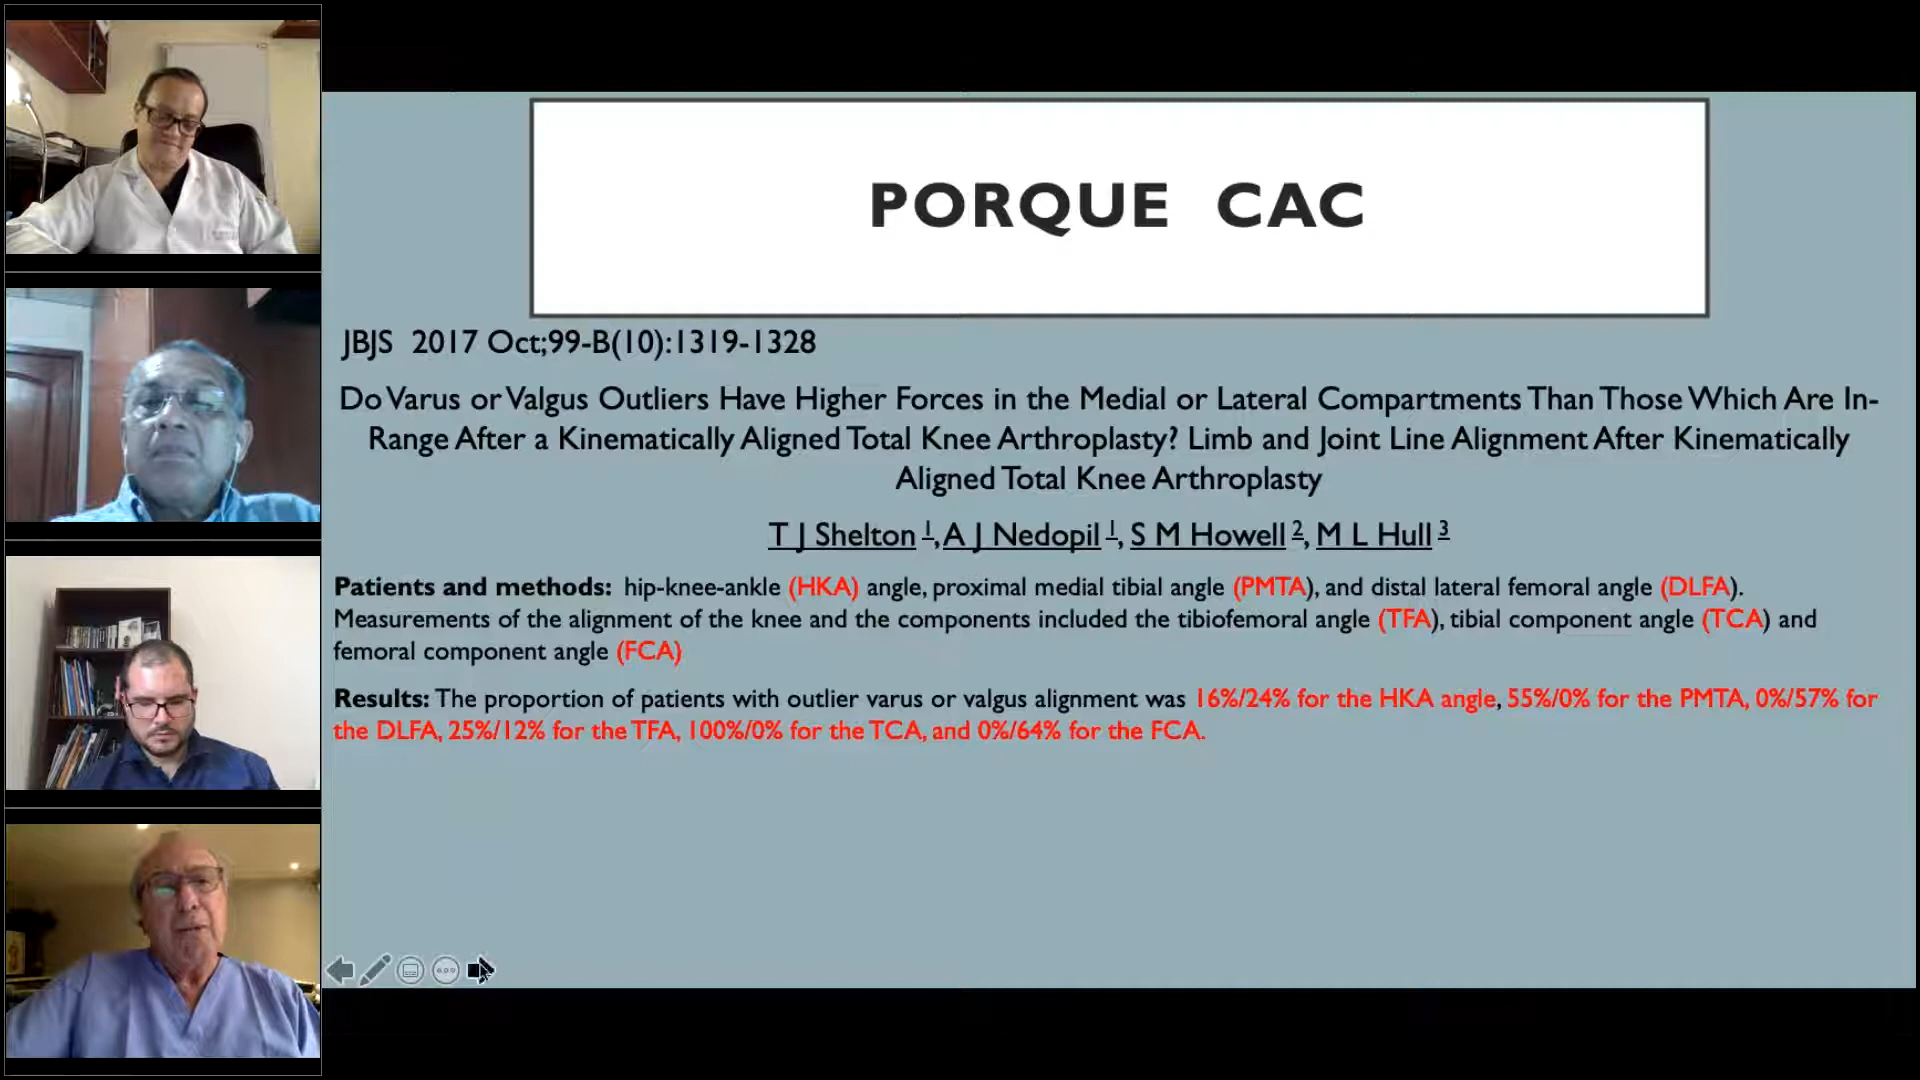 PORQUE CAC
JBJS 2017 Oct;99-B(10):1319-1328
Do Varus or Valgus Outliers Have Higher Forces in the Medial or Lateral Compartments Than Those Which Are In-
Range After a Kinematically Aligned Total Knee Arthroplasty? Limb and Joint Line Alignment After Kinematically
Aligned Total Knee Arthroplasty
T J Shelton 1, A J Nedopil 1, S M Howell 2, M L Hull 3
Patients and methods: hip-knee-ankle (HKA) angle, proximal medial tibial angle (PMTA), and distal lateral femoral angle (DLFA).
Measurements of the alignment of the knee and the components included the tibiofemoral angle (TFA), tibial component angle (TCA) and
femoral component angle (FCA)
Results: The proportion of patients with outlier varus or valgus alignment was 16%/24% for the HKA angle, 55%/0% for the PMTA, 0%/57% for
the DLFA, 25%/12% for the TFA, 100%/0% for the TCA, and 0%/64% for the FCA.